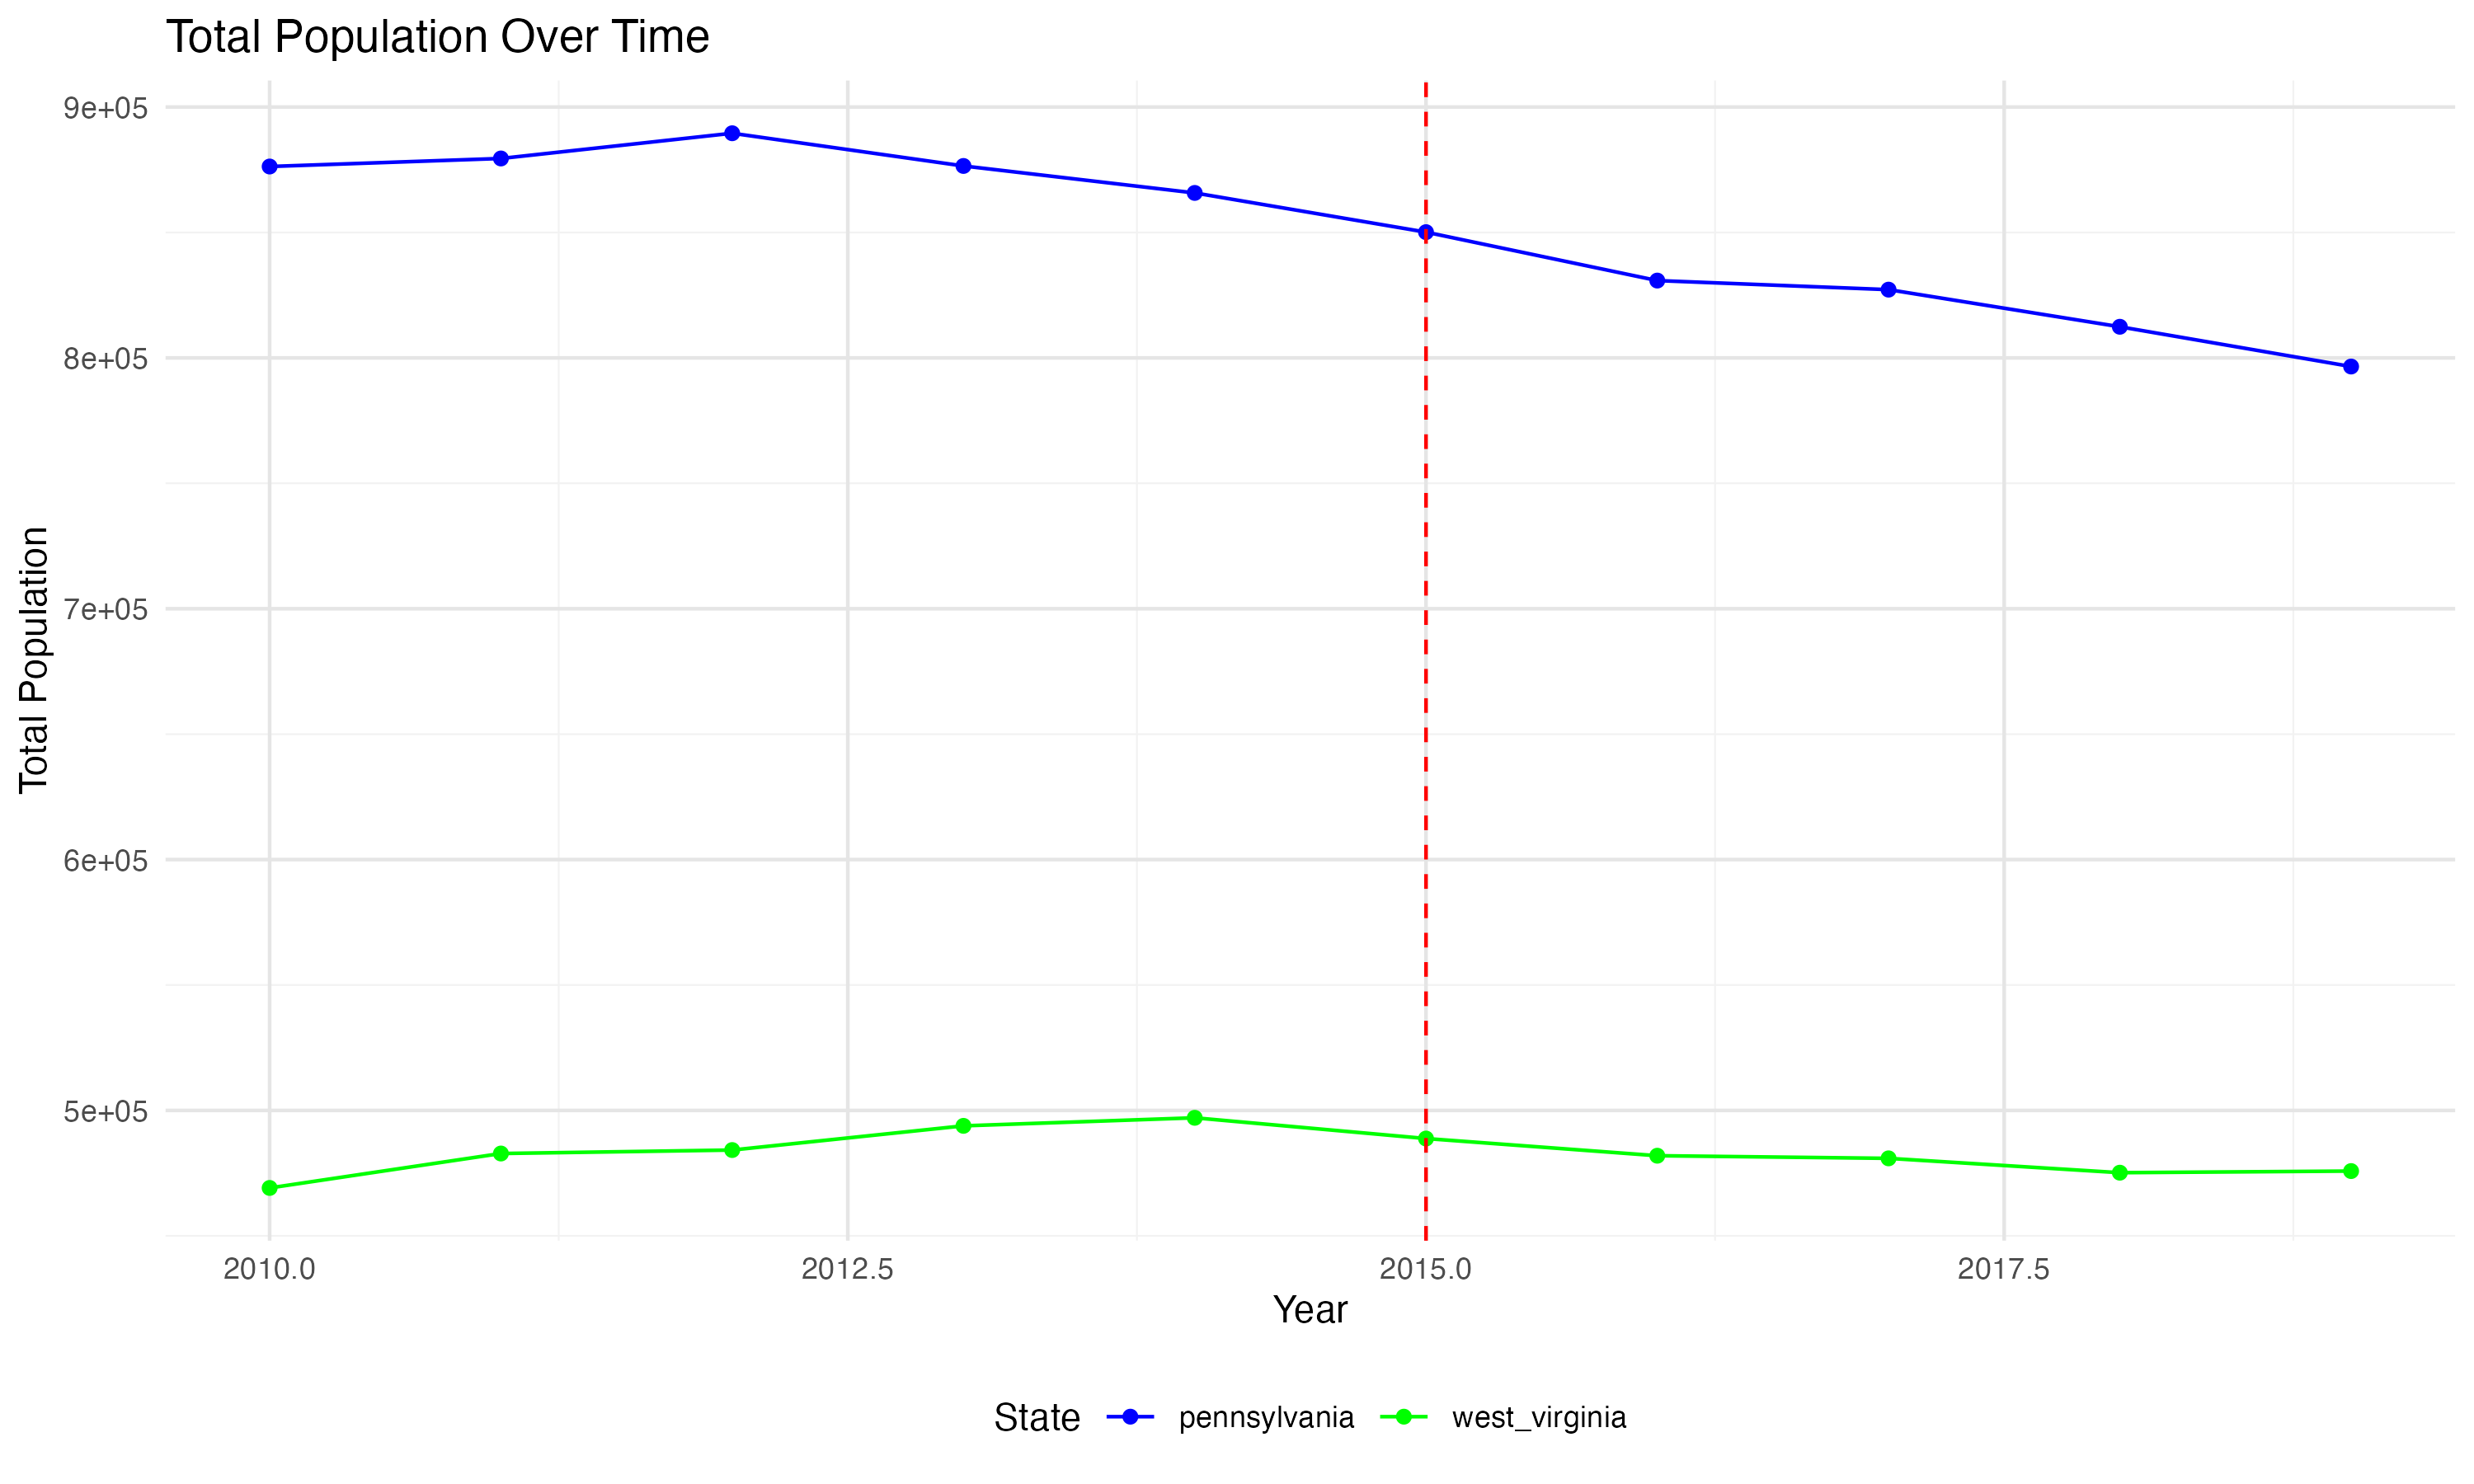 Total Population Over Time
Total Population
9e+05
8e+05
7e+05
6e+05
5e+05
2010.0 2012.5 2015.0 2017.5
Year
State pennsylvania west_virginia